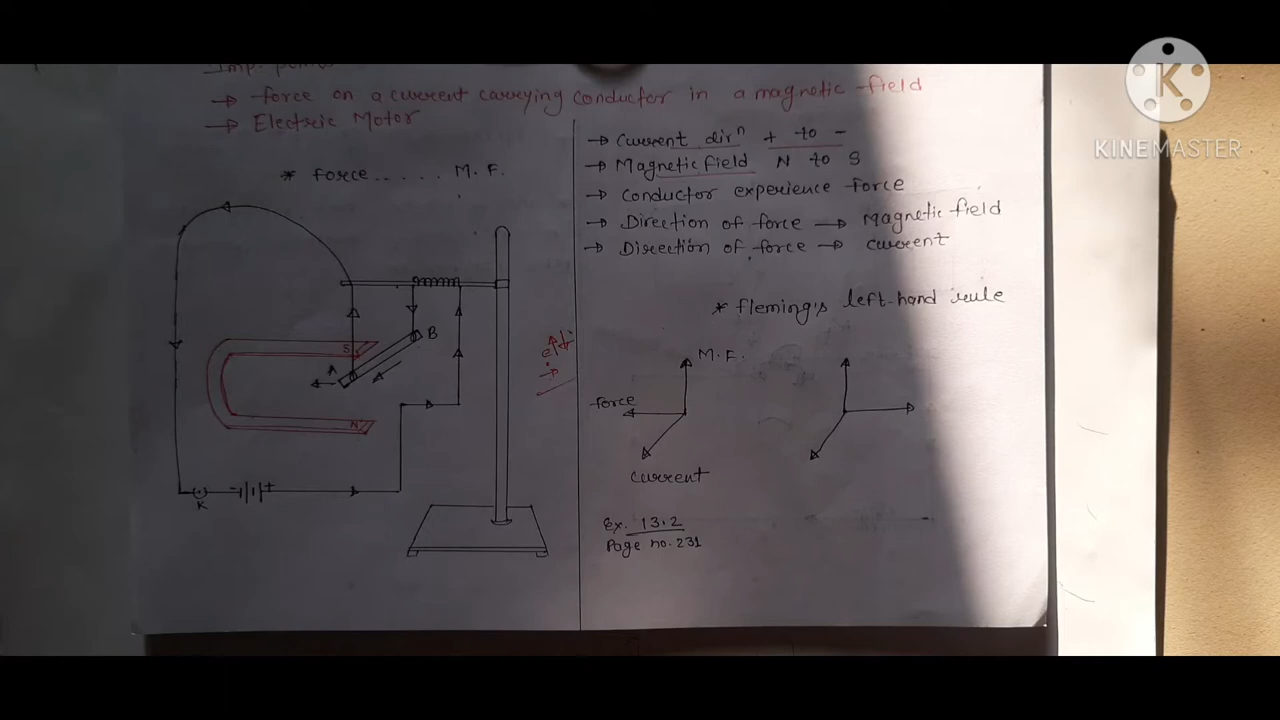 Imp. points
→ force on a current carrying conductor in a magnetic field
→ Electric Motor
* force..... M.F.
S
N
A
B
K
- +
→ Current dirⁿ + to -
→ Magnetic field N to S
→ Conductor experience force
→ Direction of force → Magnetic field
→ Direction of force → current
* fleming's left-hand rule
M.F.
force
current
Ex. 13.2
Page no. 231
K
KINEMASTER